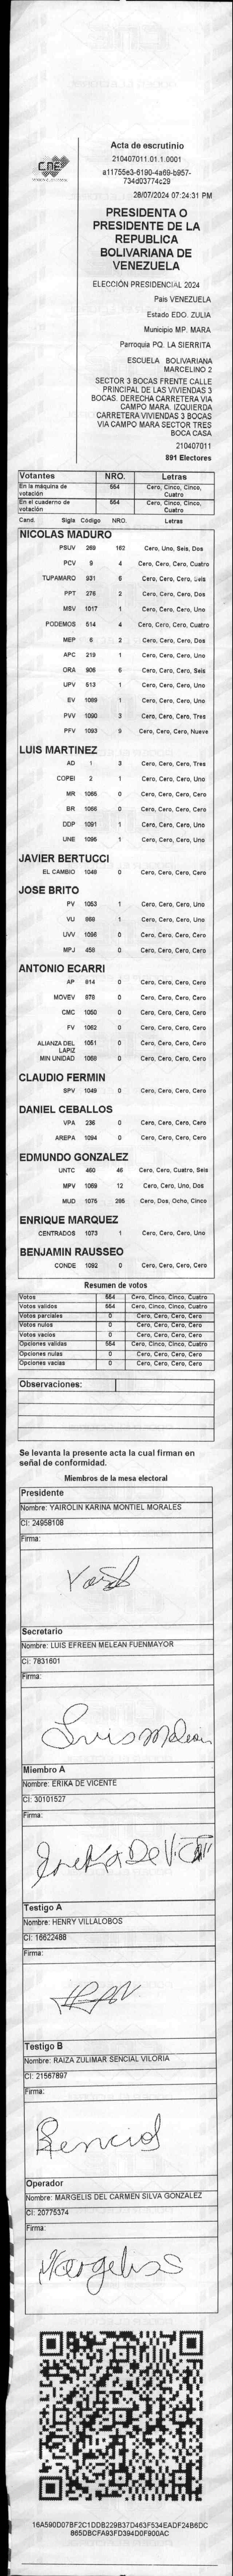 Acta de escrutinio
210407011.01.1.0001
a11755e3-6190-4a69-b957-
734d03774c29
28/07/2024 07:24:31 PM
CNE
PRESIDENTA O
PRESIDENTE DE LA
REPUBLICA
BOLIVARIANA DE
VENEZUELA
ELECCIÓN PRESIDENCIAL 2024
Pais VENEZUELA
Estado EDO. ZULIA
Municipio MP. MARA
Parroquia PQ. LA SIERRITA
ESCUELA BOLIVARIANA
MARCELINO 2
SECTOR 3 BOCAS FRENTE CALLE
PRINCIPAL DE LAS VIVIENDAS 3
BOCAS. DERECHA CARRETERA VIA
CAMPO MARA. IZQUIERDA
CARRETERA VIVIENDAS 3 BOCAS
VIA CAMPO MARA SECTOR TRES
BOCA CASA
210407011
891 Electores
Votantes NRO. Letras
En la máquina de votación 554 Cero, Cinco, Cinco, Cuatro
En el cuaderno de votación 554 Cero, Cinco, Cinco, Cuatro
Cand. Sigla Código NRO. Letras
NICOLAS MADURO
PSUV 269 162 Cero, Uno, Seis, Dos
PCV 9 4 Cero, Cero, Cero, Cuatro
TUPAMARO 931 6 Cero, Cero, Cero, Seis
PPT 276 2 Cero, Cero, Cero, Dos
MSV 1017 1 Cero, Cero, Cero, Uno
PODEMOS 514 4 Cero, Cero, Cero, Cuatro
MEP 6 2 Cero, Cero, Cero, Dos
APC 219 1 Cero, Cero, Cero, Uno
ORA 906 6 Cero, Cero, Cero, Seis
UPV 513 1 Cero, Cero, Cero, Uno
EV 1089 1 Cero, Cero, Cero, Uno
PVV 1090 3 Cero, Cero, Cero, Tres
PFV 1093 9 Cero, Cero, Cero, Nueve
LUIS MARTINEZ
AD 1 3 Cero, Cero, Cero, Tres
COPEI 2 1 Cero, Cero, Cero, Uno
MR 1065 0 Cero, Cero, Cero, Cero
BR 1066 0 Cero, Cero, Cero, Cero
DDP 1091 1 Cero, Cero, Cero, Uno
UNE 1095 1 Cero, Cero, Cero, Uno
JAVIER BERTUCCI
EL CAMBIO 1048 0 Cero, Cero, Cero, Cero
JOSE BRITO
PV 1053 1 Cero, Cero, Cero, Uno
VU 868 1 Cero, Cero, Cero, Uno
UVV 1096 0 Cero, Cero, Cero, Cero
MPJ 458 0 Cero, Cero, Cero, Cero
ANTONIO ECARRI
AP 814 0 Cero, Cero, Cero, Cero
MOVEV 878 0 Cero, Cero, Cero, Cero
CMC 1050 0 Cero, Cero, Cero, Cero
FV 1062 0 Cero, Cero, Cero, Cero
ALIANZA DEL LAPIZ 1051 0 Cero, Cero, Cero, Cero
MIN UNIDAD 1068 0 Cero, Cero, Cero, Cero
CLAUDIO FERMIN
SPV 1049 0 Cero, Cero, Cero, Cero
DANIEL CEBALLOS
VPA 236 0 Cero, Cero, Cero, Cero
AREPA 1094 0 Cero, Cero, Cero, Cero
EDMUNDO GONZALEZ
UNTC 460 46 Cero, Cero, Cuatro, Seis
MPV 1069 12 Cero, Cero, Uno, Dos
MUD 1075 285 Cero, Dos, Ocho, Cinco
ENRIQUE MARQUEZ
CENTRADOS 1073 1 Cero, Cero, Cero, Uno
BENJAMIN RAUSSEO
CONDE 1092 0 Cero, Cero, Cero, Cero
Resumen de votos
Votos 554 Cero, Cinco, Cinco, Cuatro
Votos validos 554 Cero, Cinco, Cinco, Cuatro
Votos parciales 0 Cero, Cero, Cero, Cero
Votos nulos 0 Cero, Cero, Cero, Cero
Votos vacios 0 Cero, Cero, Cero, Cero
Opciones validas 554 Cero, Cinco, Cinco, Cuatro
Opciones nulas 0 Cero, Cero, Cero, Cero
Opciones vacias 0 Cero, Cero, Cero, Cero
Observaciones:
Se levanta la presente acta la cual firman en
señal de conformidad.
Miembros de la mesa electoral
Presidente
Nombre: YAIROLIN KARINA MONTIEL MORALES
CI: 24958108
Firma:
Secretario
Nombre: LUIS EFREEN MELEAN FUENMAYOR
CI: 7831601
Firma:
Luis Melean
Miembro A
Nombre: ERIKA DE VICENTE
CI: 30101527
Firma:
Testigo A
Nombre: HENRY VILLALOBOS
CI: 16622488
Firma:
Testigo B
Nombre: RAIZA ZULIMAR SENCIAL VILORIA
CI: 21567897
Firma:
Operador
Nombre: MARGELIS DEL CARMEN SILVA GONZALEZ
CI: 20775374
Firma:
Margelis S
16A590D07BF2C1DDB229B37D463F534EADF24B6DC
865DBCFA93FD394D0F900AC